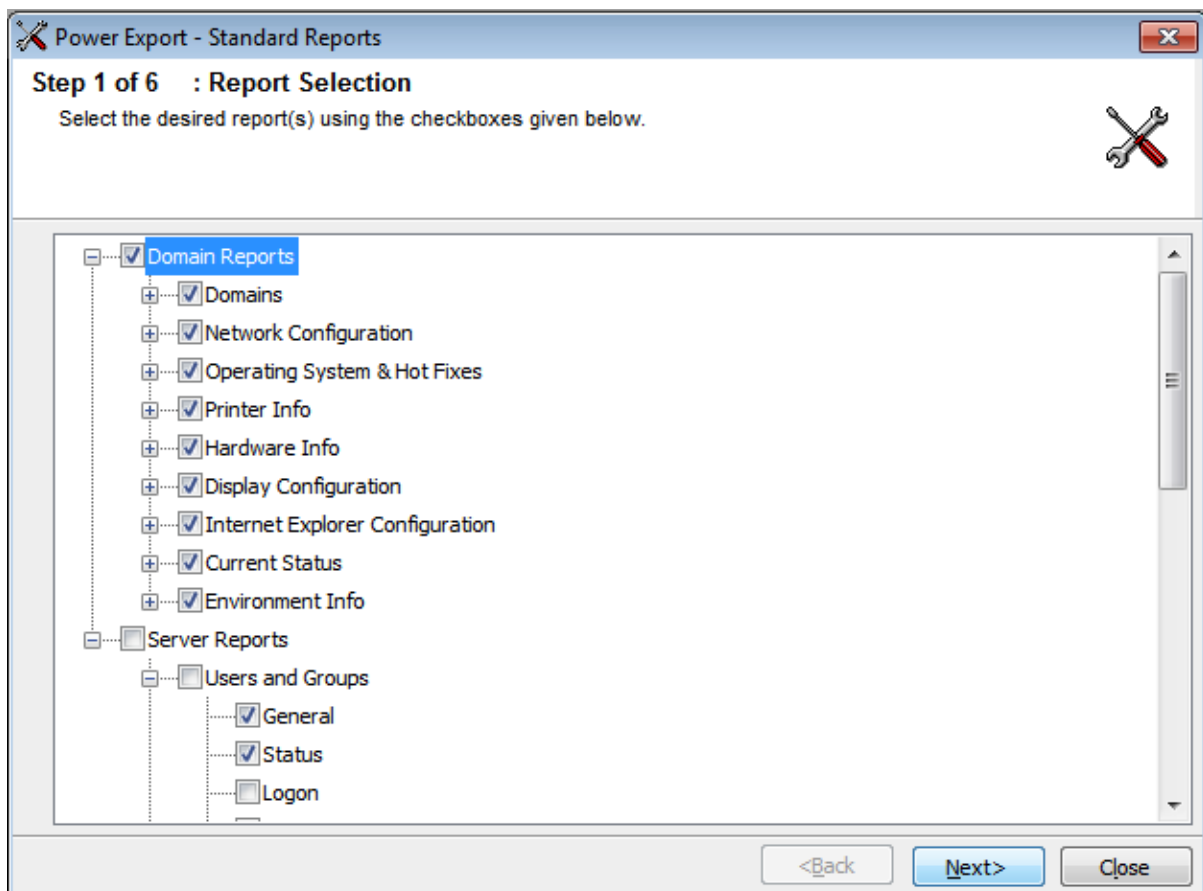 Power Export - Standard Reports
Step 1 of 6 : Report Selection
Select the desired report(s) using the checkboxes given below.
Domain Reports
Domains
Network Configuration
Operating System & Hot Fixes
Printer Info
Hardware Info
Display Configuration
Internet Explorer Configuration
Current Status
Environment Info
Server Reports
Users and Groups
General
Status
Logon
<Back Next> Close